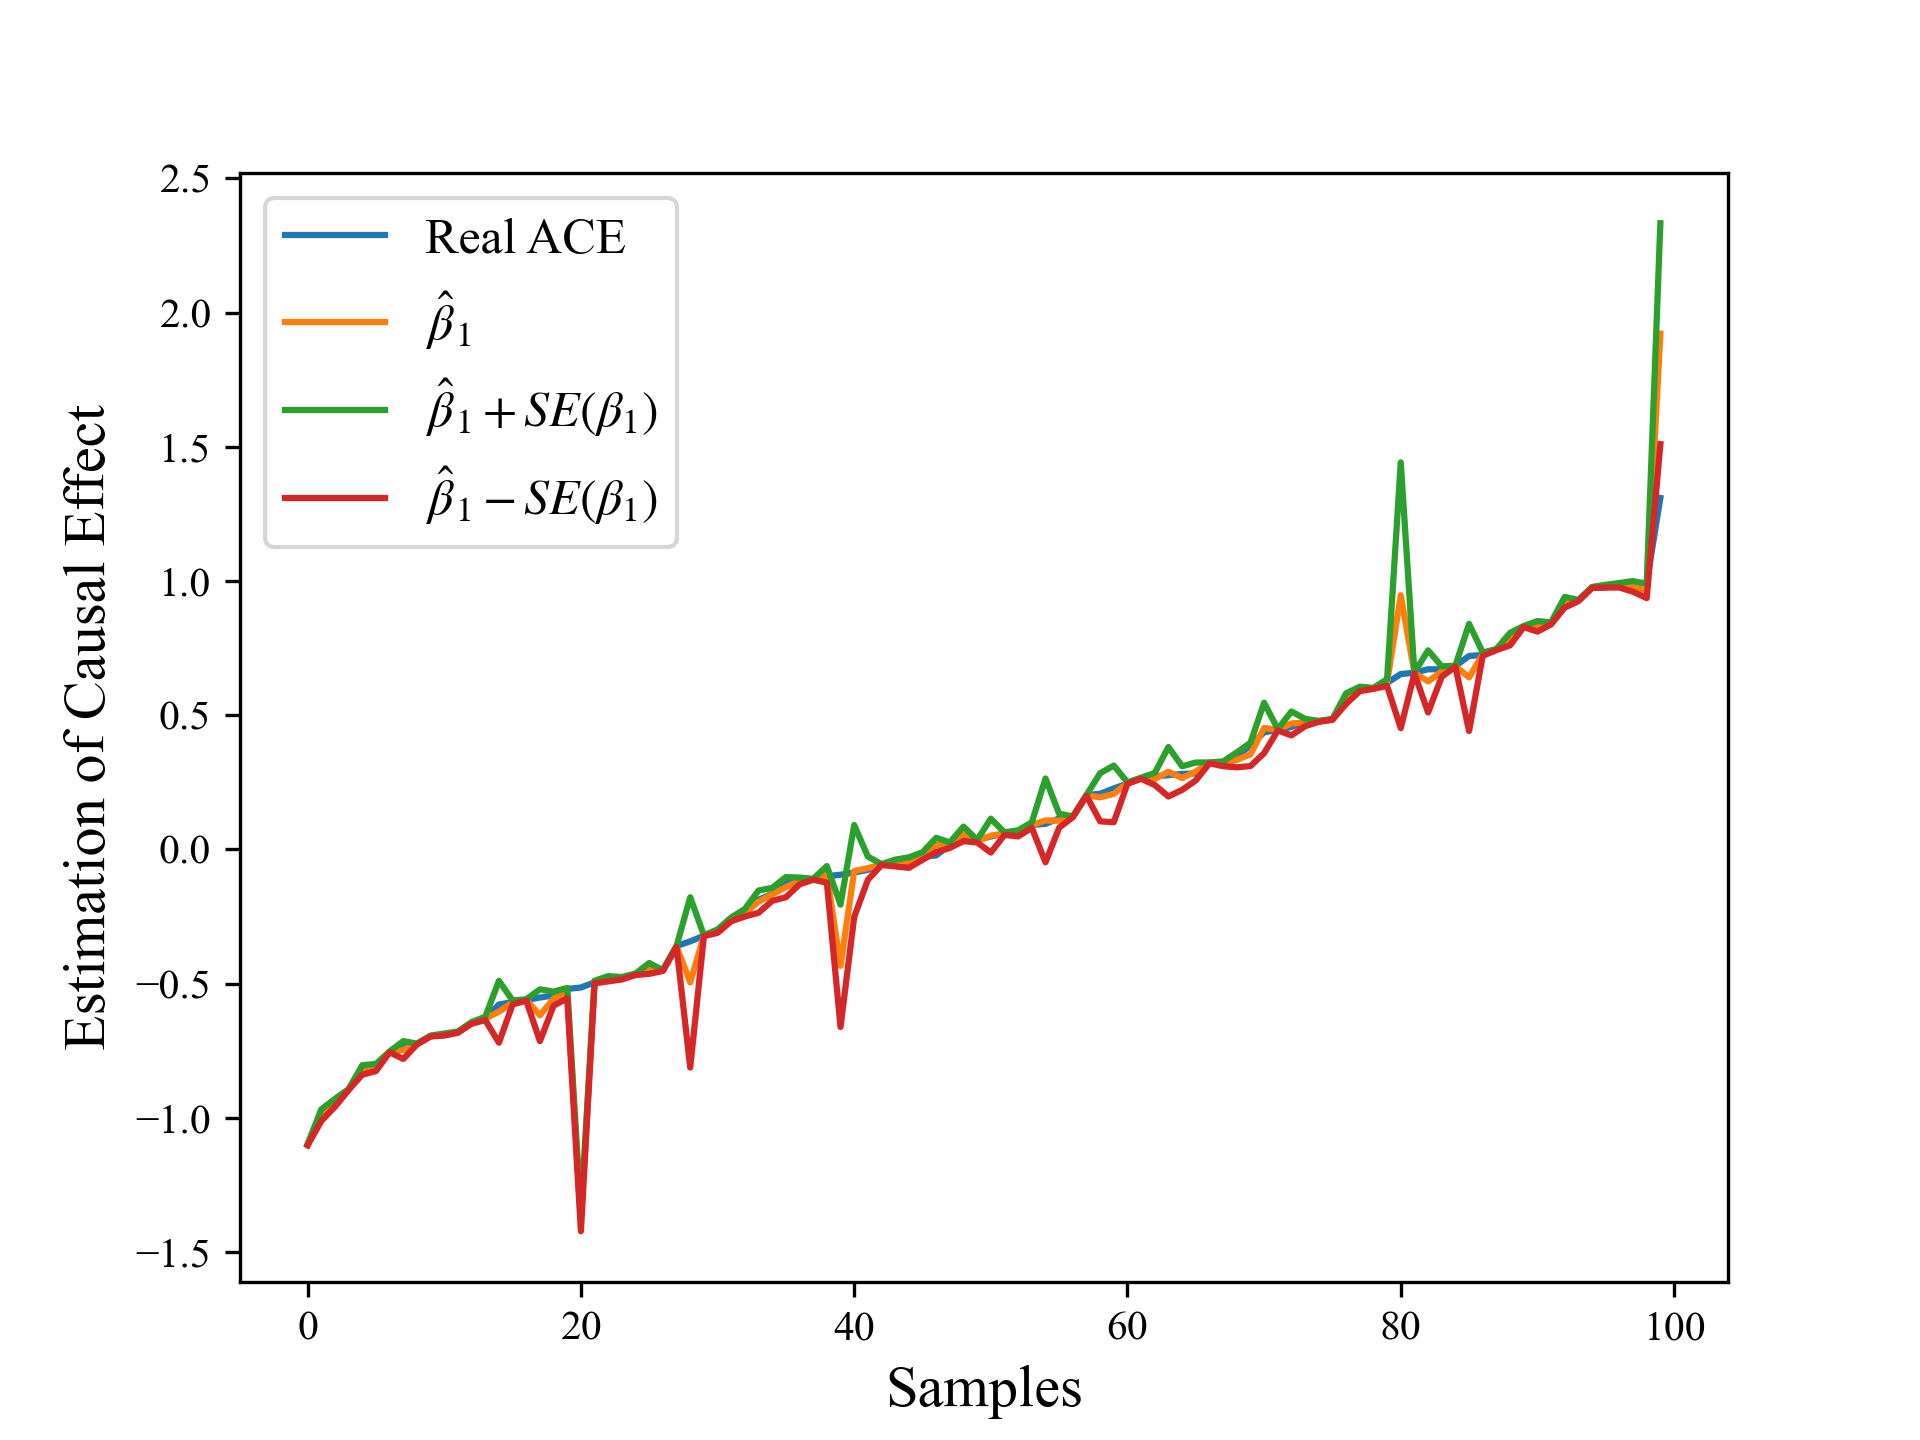 2.5
2.0
1.5
1.0
0.5
0.0
−0.5
−1.0
−1.5
Estimation of Causal Effect
Real ACE
β̂₁
β̂₁ + SE(β₁)
β̂₁ − SE(β₁)
0 20 40 60 80 100
Samples